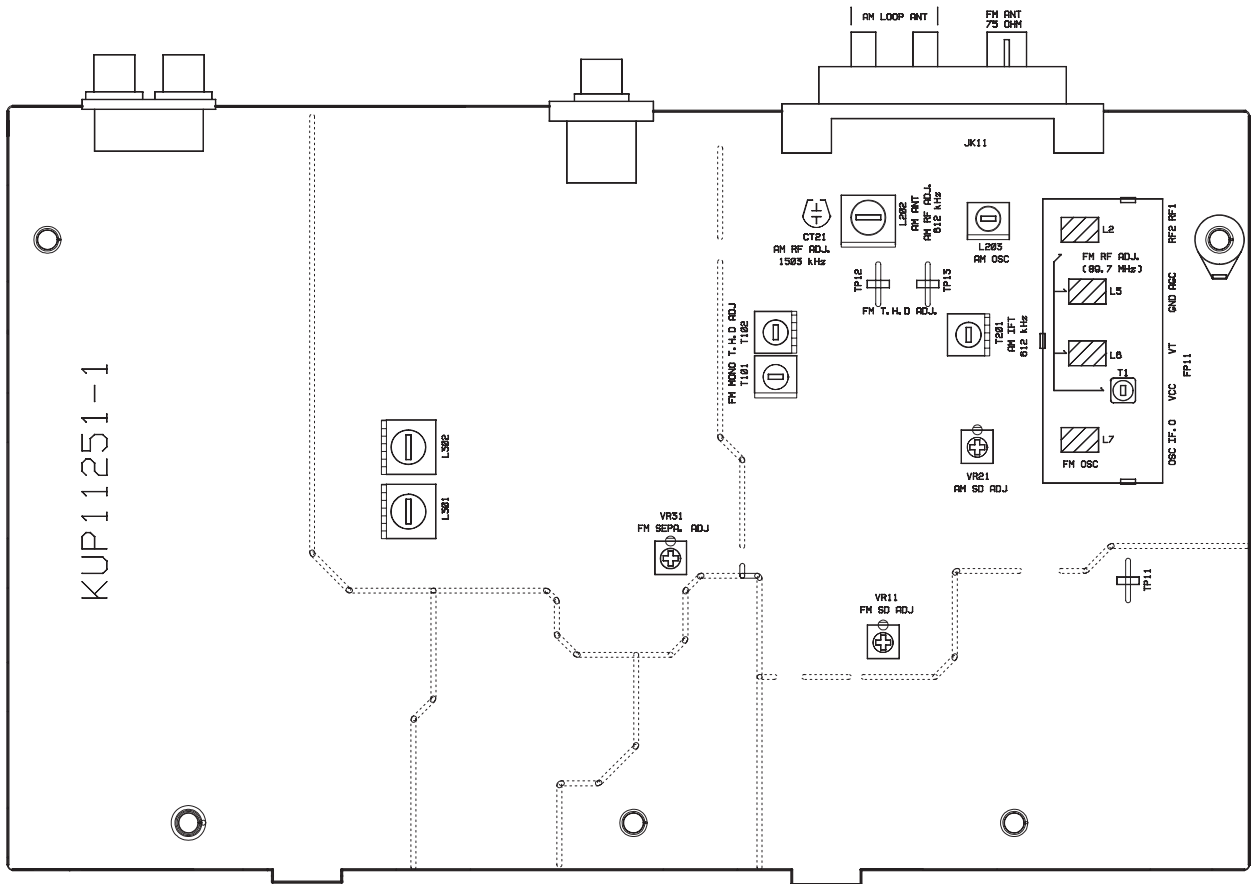 AM LOOP ANT
FM ANT
75 OHM
JK11
CT21
AM RF ADJ.
1503 kHz
L202
AM ANT
AM RF ADJ.
612 kHz
L203
AM OSC
L2
RF2 RF1
FM RF ADJ.
(89.7 MHz)
L5
GND AGC
TP12
TP13
FM T.H.D ADJ.
FM MONO T.H.D ADJ
T102
T101
T201
AM IFT
612 kHz
L6
VT
FP11
T1
VCC
L7
FM OSC
OSC IF.O
KUP11251-1
L302
L301
VR21
AM SD ADJ
VR31
FM SEPA. ADJ
TP11
VR11
FM SD ADJ